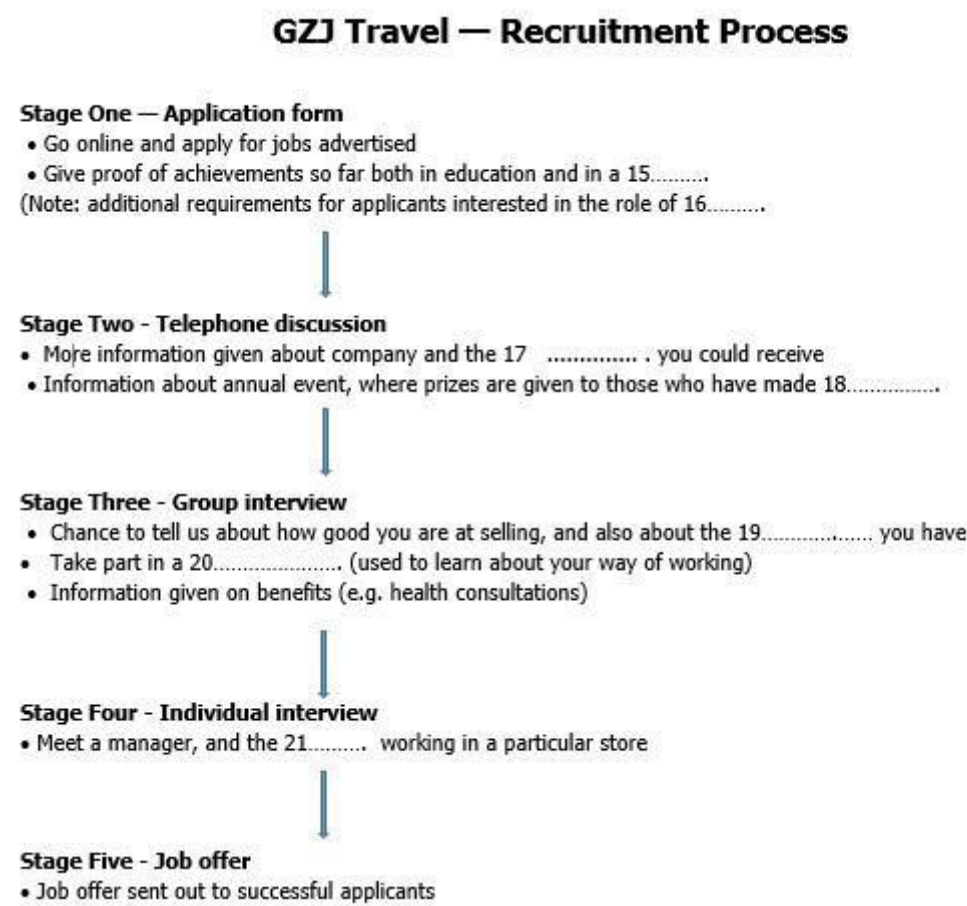 GZJ Travel — Recruitment Process
Stage One — Application form
• Go online and apply for jobs advertised
• Give proof of achievements so far both in education and in a 15..........
(Note: additional requirements for applicants interested in the role of 16..........
Stage Two - Telephone discussion
• More information given about company and the 17 .............. . you could receive
• Information about annual event, where prizes are given to those who have made 18................
Stage Three - Group interview
• Chance to tell us about how good you are at selling, and also about the 19................... you have
• Take part in a 20...................... (used to learn about your way of working)
• Information given on benefits (e.g. health consultations)
Stage Four - Individual interview
• Meet a manager, and the 21.......... working in a particular store
Stage Five - Job offer
• Job offer sent out to successful applicants